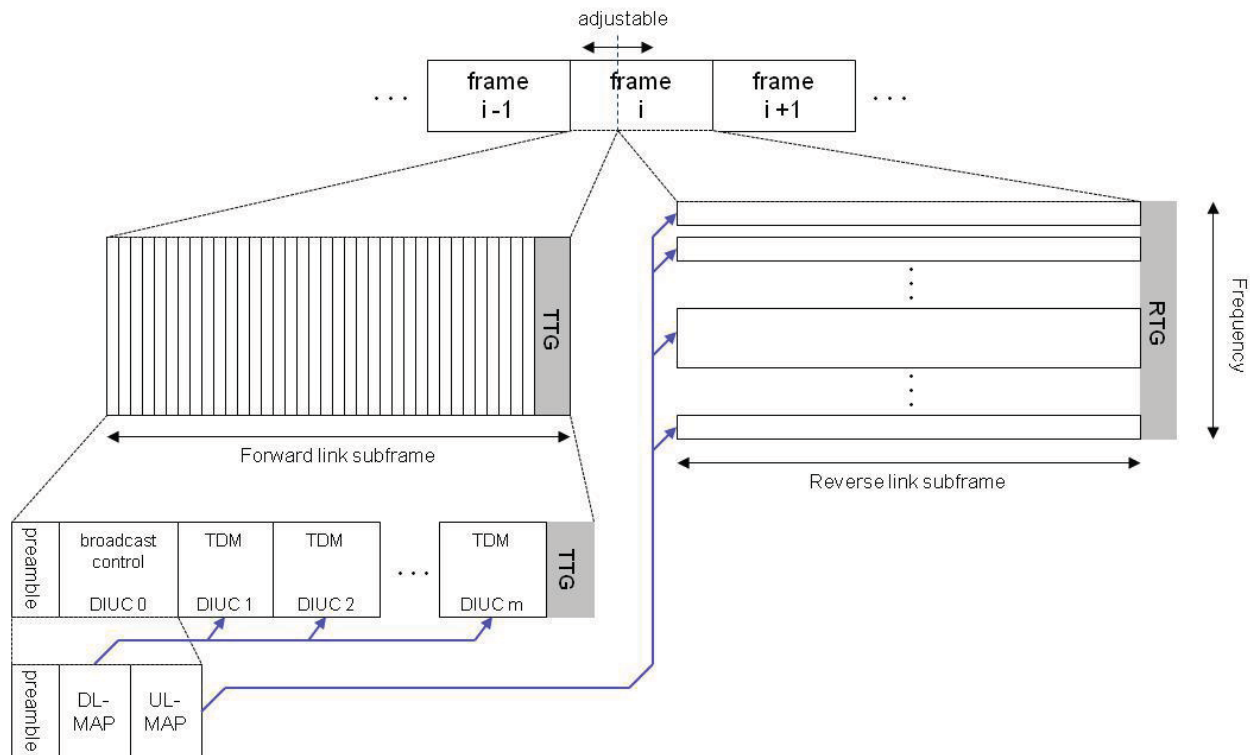 adjustable
. . .
frame
i -1
frame
i
frame
i +1
. . .
TTG
Forward link subframe
RTG
Frequency
Reverse link subframe
preamble
broadcast
control
DIUC 0
TDM
DIUC 1
TDM
DIUC 2
. . .
TDM
DIUC m
TTG
preamble
DL-
MAP
UL-
MAP